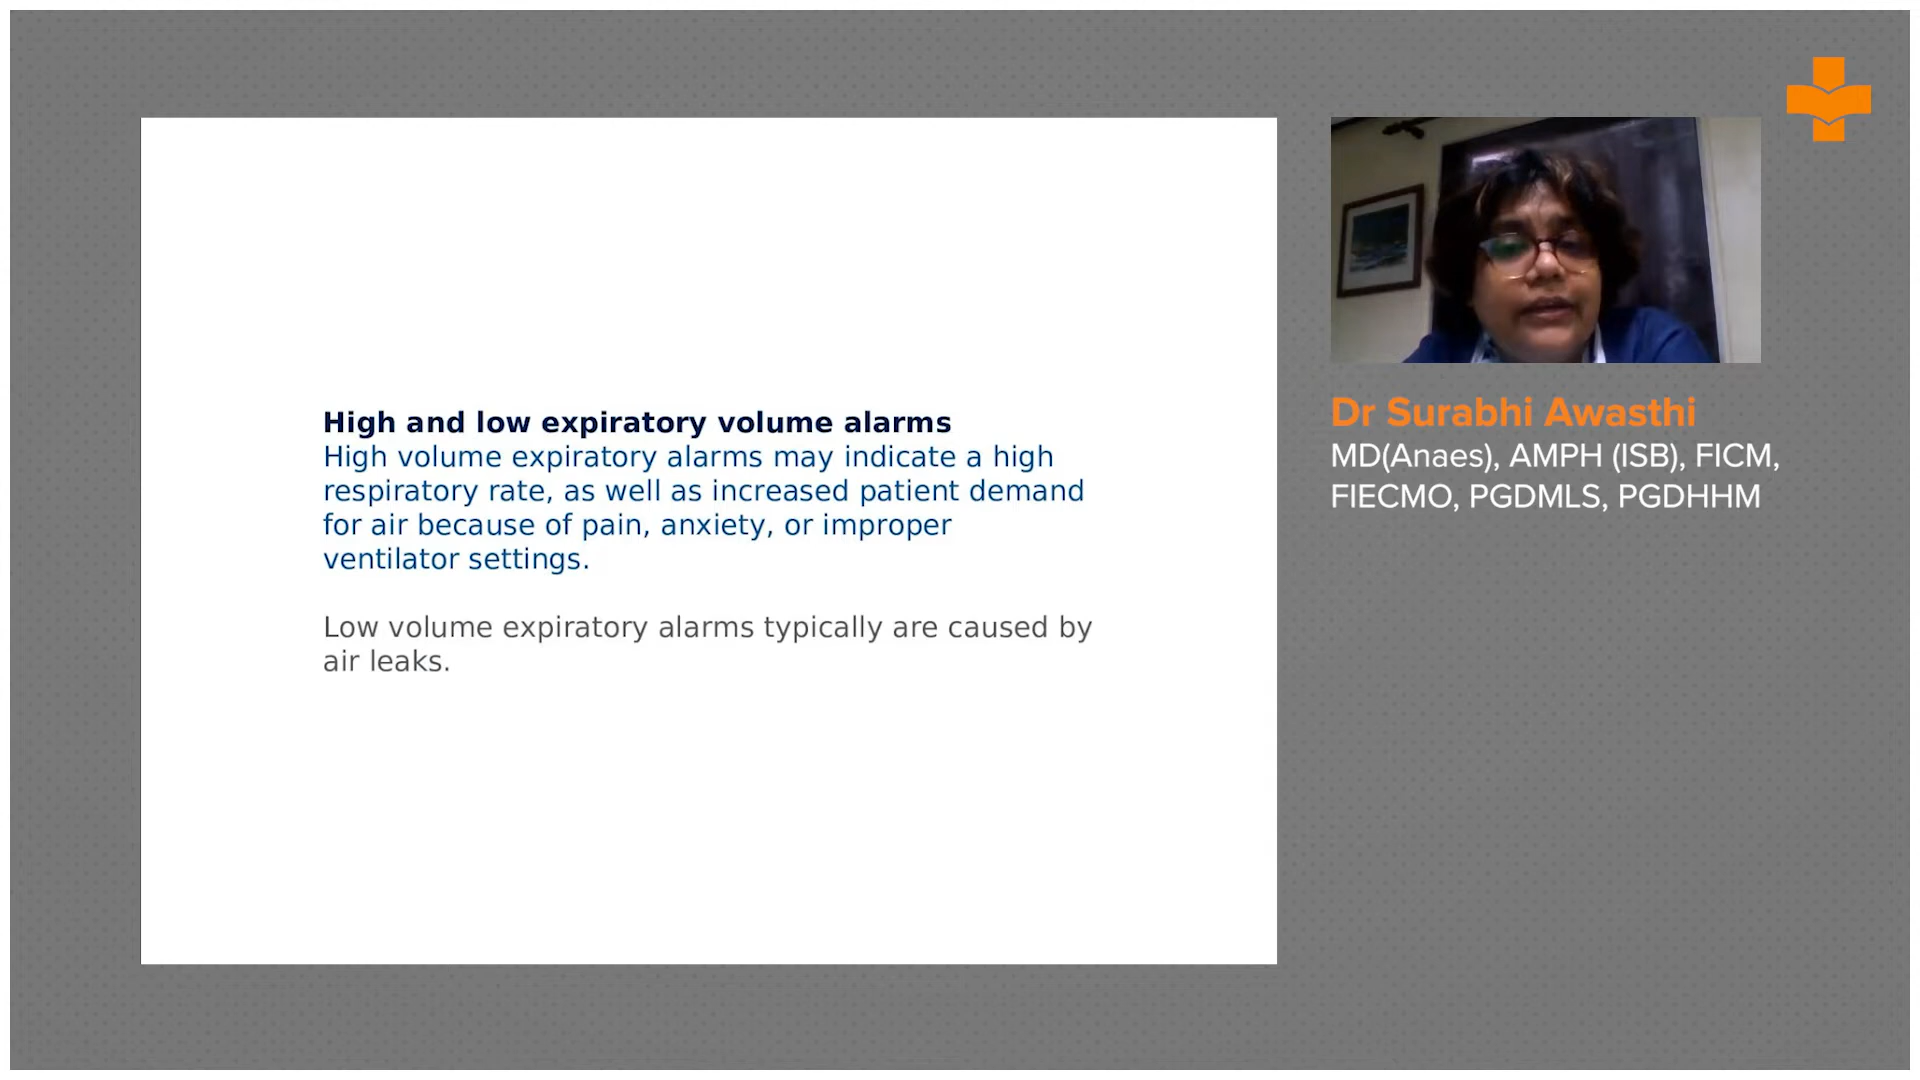 High and low expiratory volume alarms
High volume expiratory alarms may indicate a high
respiratory rate, as well as increased patient demand
for air because of pain, anxiety, or improper
ventilator settings.
Low volume expiratory alarms typically are caused by
air leaks.
Dr Surabhi Awasthi
MD(Anaes), AMPH (ISB), FICM,
FIECMO, PGDMLS, PGDHHM